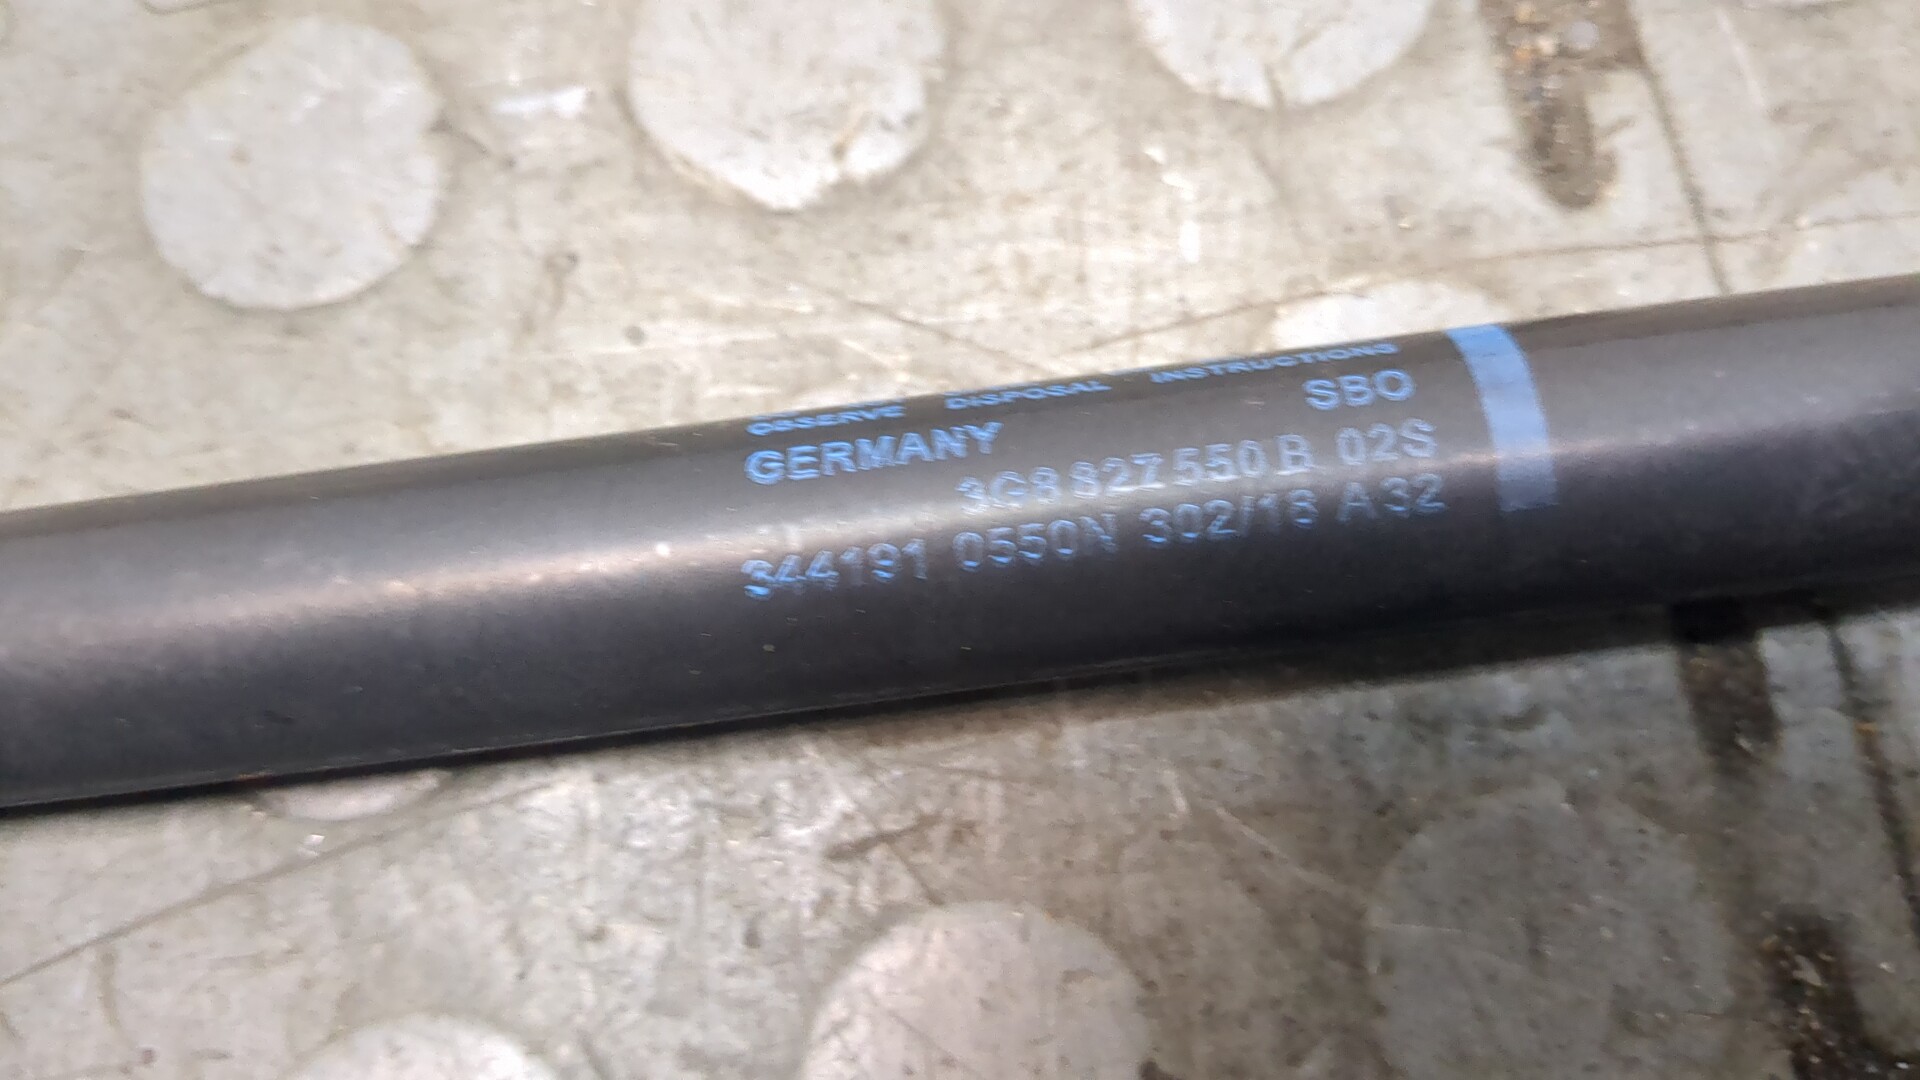 OBSERVE DISPOSAL INSTRUCTIONS
GERMANY SBO
3G8 827 550 B 02S
344191 0550N 302/16 A32